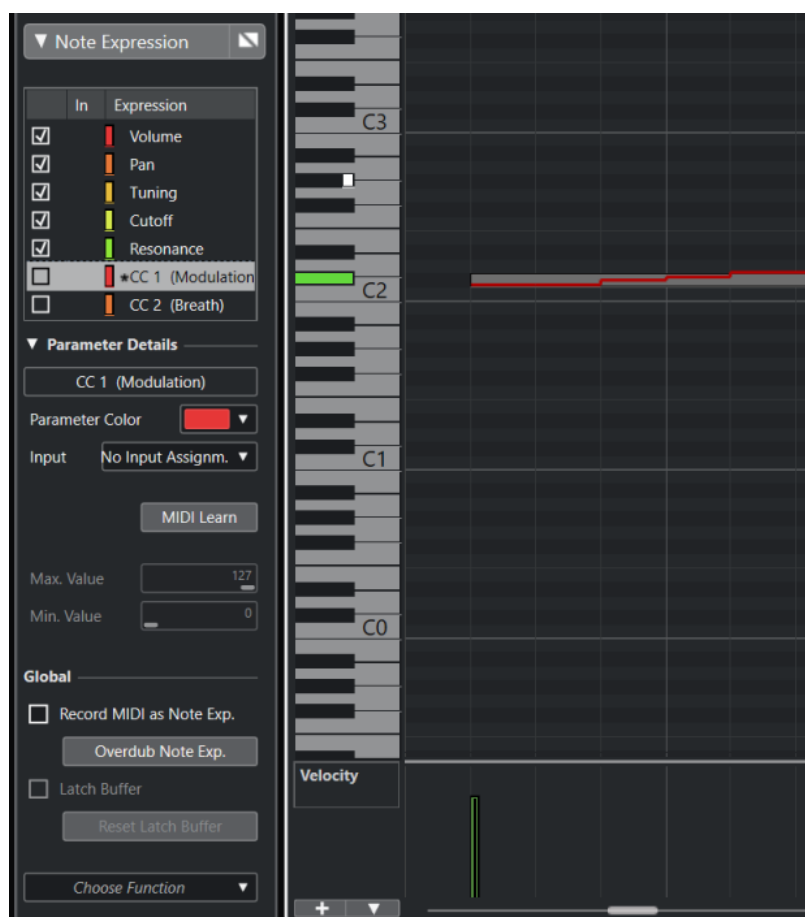 Note Expression
In Expression
Volume
Pan
Tuning
Cutoff
Resonance
*CC 1 (Modulation
CC 2 (Breath)
Parameter Details
CC 1 (Modulation)
Parameter Color
Input No Input Assignm.
MIDI Learn
Max. Value 127
Min. Value 0
Global
Record MIDI as Note Exp.
Overdub Note Exp.
Latch Buffer
Reset Latch Buffer
Choose Function
C3
C2
C1
C0
Velocity
+